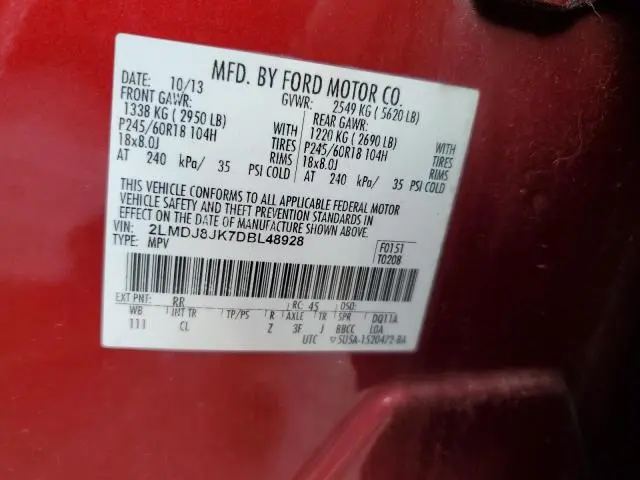 MFD. BY FORD MOTOR CO.
DATE: 10/13 GVWR: 2549 KG ( 5620 LB)
FRONT GAWR: REAR GAWR:
1338 KG ( 2950 LB) 1220 KG ( 2690 LB)
P245/60R18 104H WITH TIRES P245/60R18 104H WITH TIRES
18x8.0J RIMS 18x8.0J RIMS
AT 240 kPa/ 35 PSI COLD AT 240 kPa/ 35 PSI COLD
THIS VEHICLE CONFORMS TO ALL APPLICABLE FEDERAL MOTOR
VEHICLE SAFETY AND THEFT PREVENTION STANDARDS IN
EFFECT ON THE DATE OF MANUFACTURE SHOWN ABOVE.
VIN: 2LMDJ8JK7DBL48928 F0151
TYPE: MPV T0208
EXT PNT: RR RC: 45 DSO:
WB INT TR TP/PS R AXLE TR SPR DQ11A
111 CL Z 3F J BBCC LOA
UTC